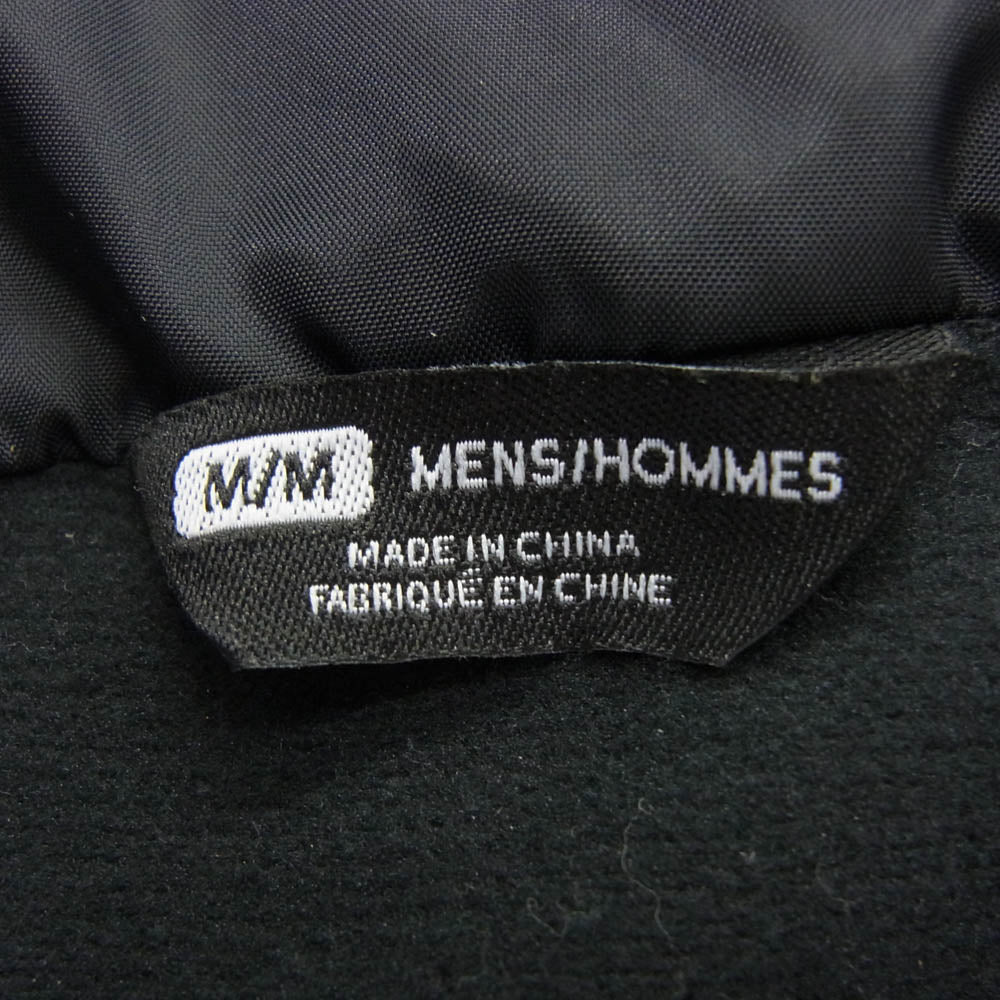 M/M MENS/HOMMES
MADE IN CHINA
FABRIQUÉ EN CHINE